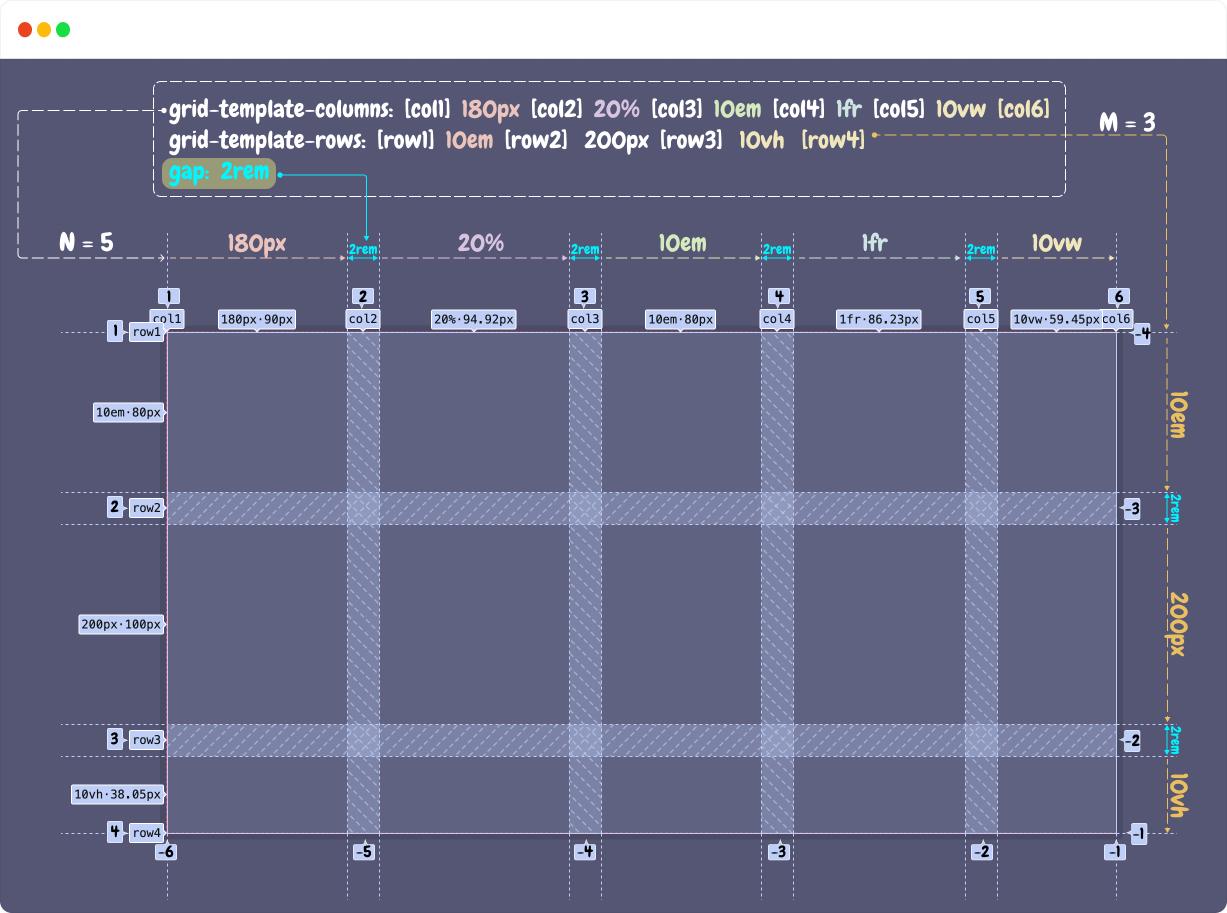 grid-template-columns: [col1] 180px [col2] 20% [col3] 10em [col4] 1fr [col5] 10vw [col6]
M = 3
grid-template-rows: [row1] 10em [row2] 200px [row3] 10vh [row4]
gap: 2rem
N = 5 180px 2rem 20% 2rem 10em 2rem 1fr 2rem 10vw
1 2 3 4 5 6
col1 180px·90px col2 20%·94.92px col3 10em·80px col4 1fr·86.23px col5 10vw·59.45px col6
1 row1 -4
10em·80px 10em
2 row2 -3 2rem
200px·100px 200px
3 row3 -2 2rem
10vh·38.05px 10vh
4 row4 -1
-6 -5 -4 -3 -2 -1